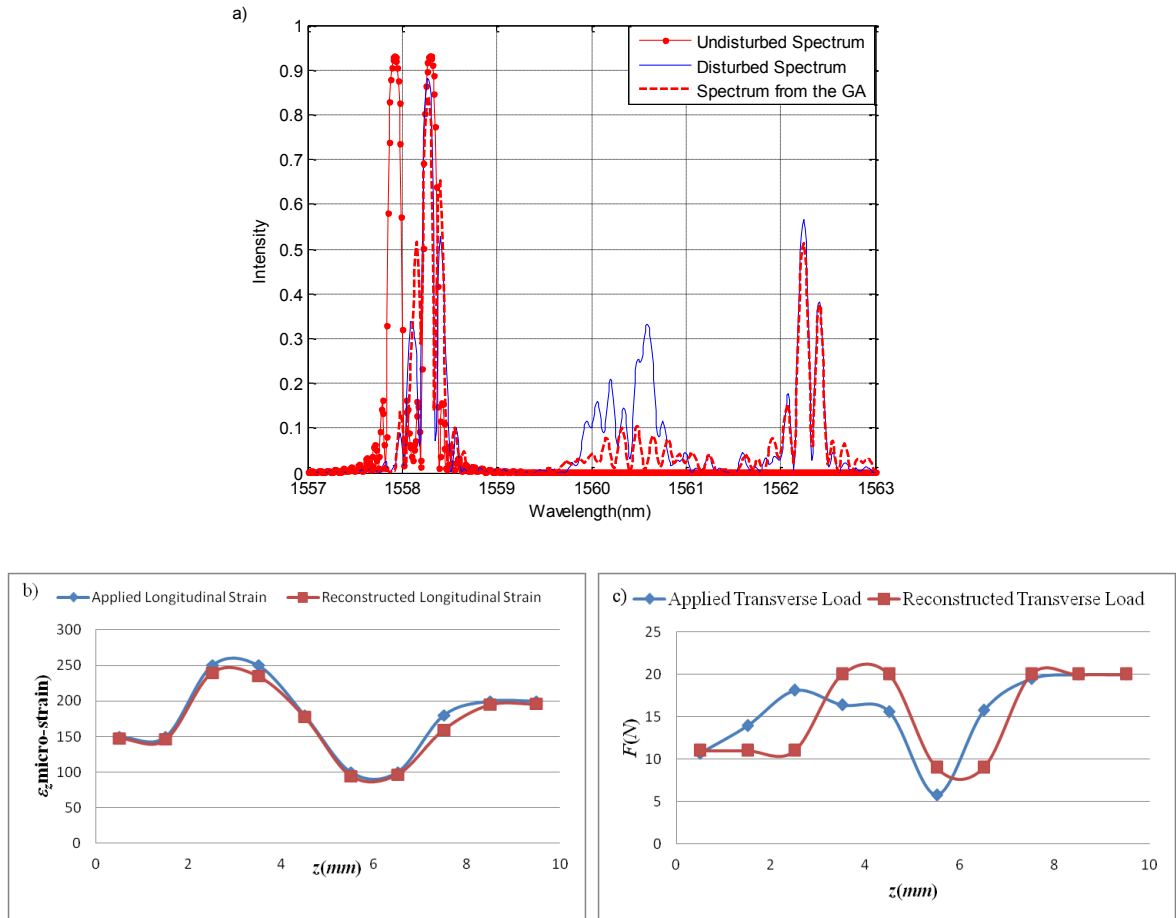 a)
1
0.9
0.8
0.7
0.6
0.5
0.4
0.3
0.2
0.1
0
Intensity
Undisturbed Spectrum
Disturbed Spectrum
Spectrum from the GA
1557 1558 1559 1560 1561 1562 1563
Wavelength(nm)
b)
Applied Longitudinal Strain Reconstructed Longitudinal Strain
300
250
200
150
100
50
0
εz micro-strain)
0 2 4 6 8 10
z(mm)
c)
Applied Transverse Load Reconstructed Transverse Load
25
20
15
10
5
0
F(N)
0 2 4 6 8 10
z(mm)